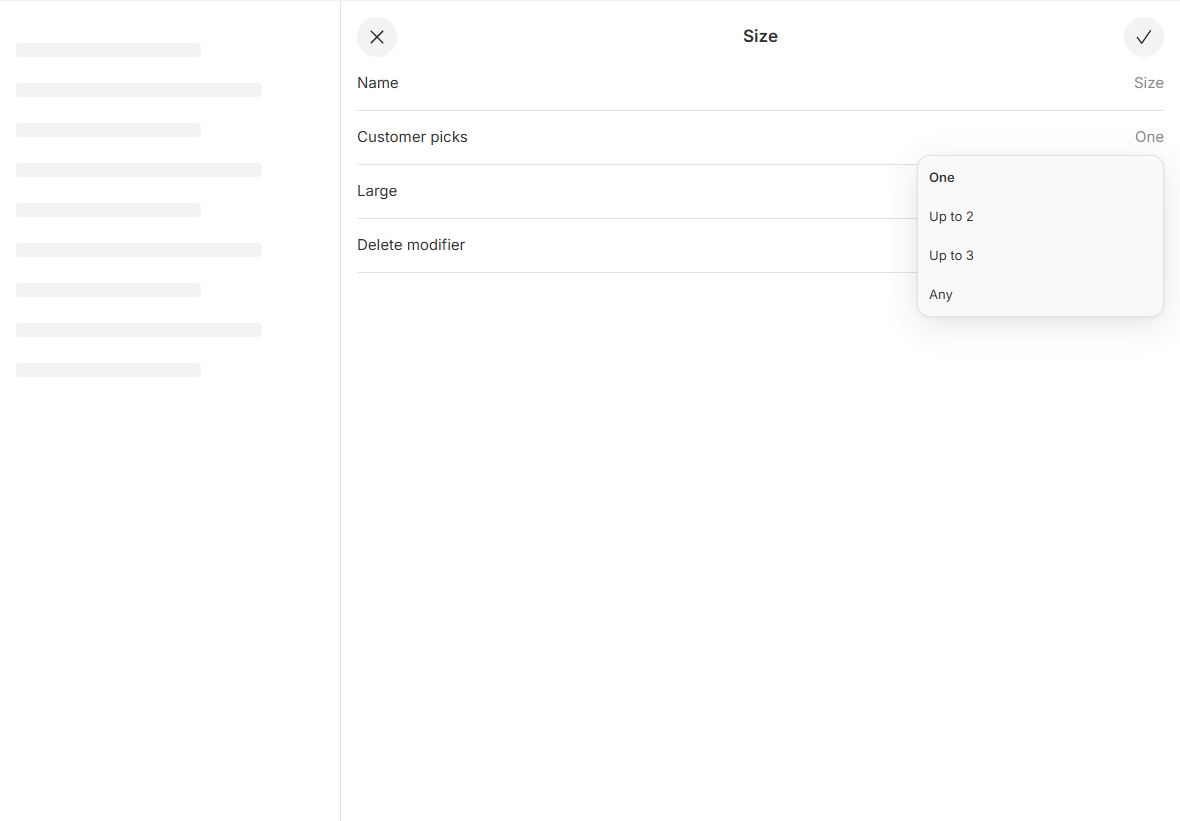 Size
Name
Size
Customer picks
One
One
Large
Up to 2
Delete modifier
Up to 3
Any